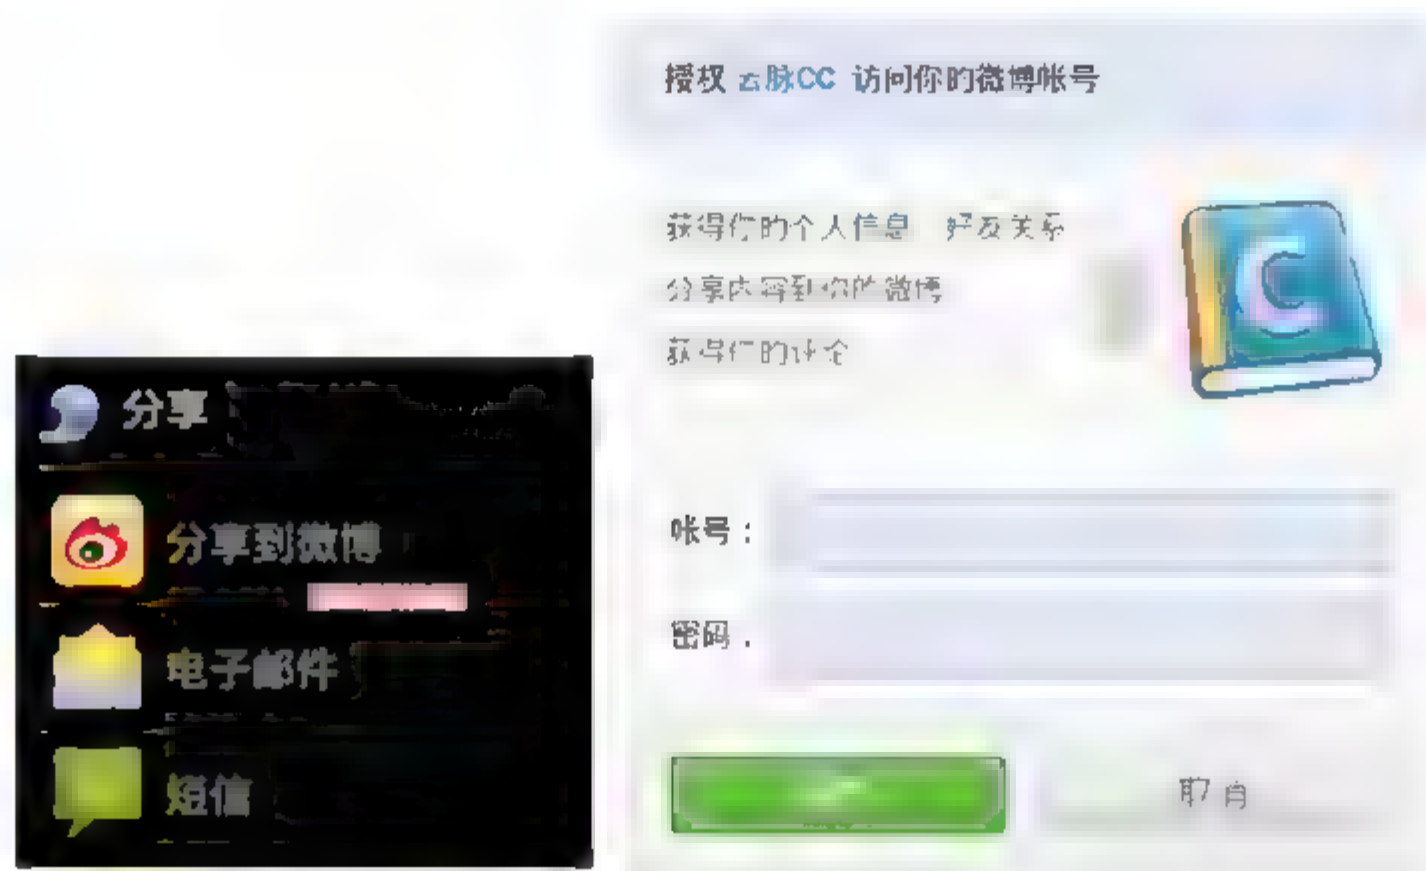 分享
分享到微博
电子邮件
短信
授权 云脉CC 访问你的微博帐号
获得你的个人信息 好友关系
分享内容到你的微博
获得你的评论
帐号：
密码：